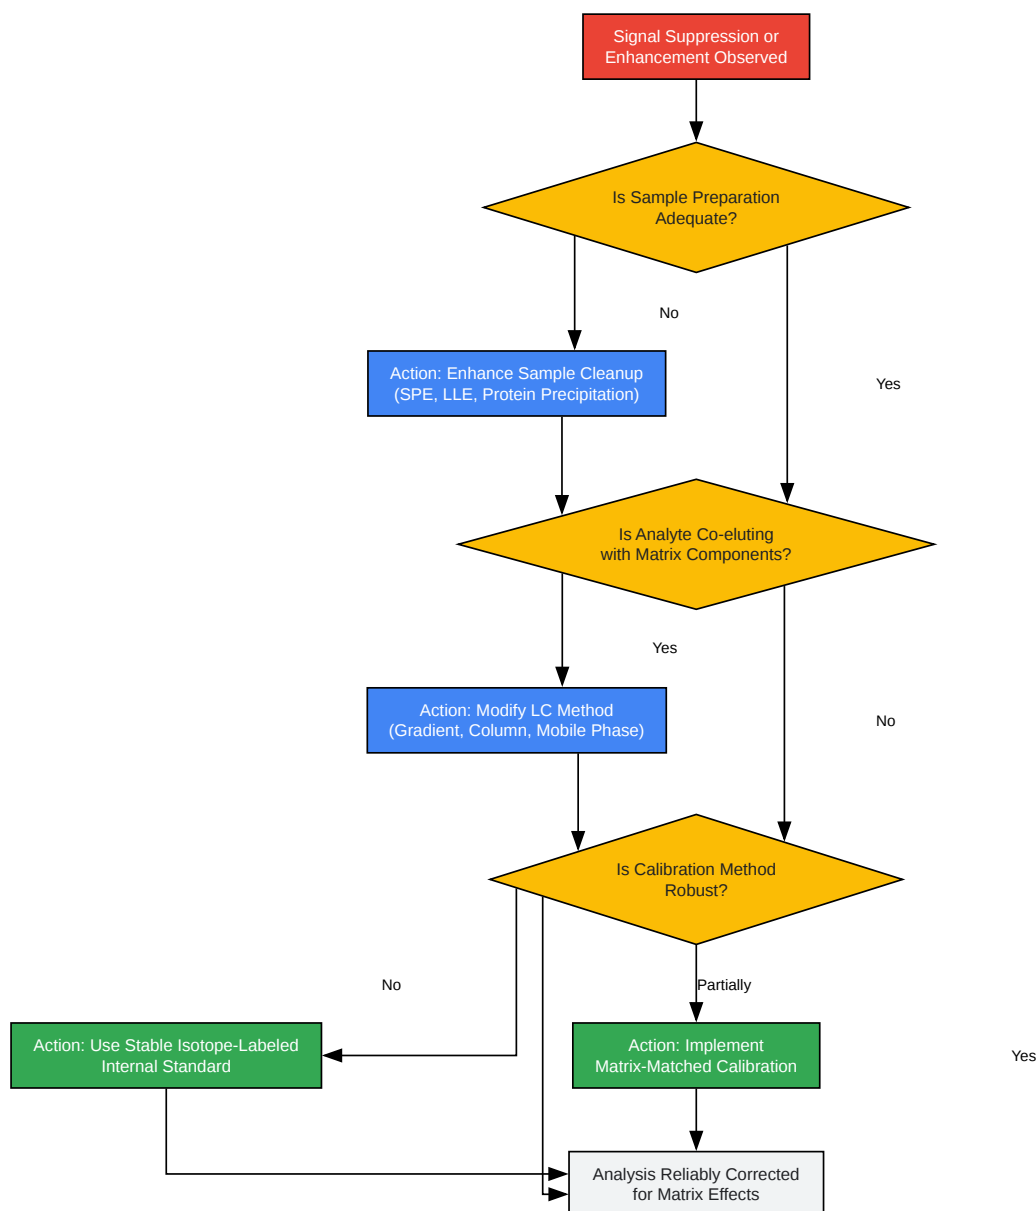 Signal Suppression or
Enhancement Observed
Is Sample Preparation
Adequate?
No
Action: Enhance Sample Cleanup
(SPE, LLE, Protein Precipitation)
Yes
Is Analyte Co-eluting
with Matrix Components?
Yes
Action: Modify LC Method
(Gradient, Column, Mobile Phase)
No
Is Calibration Method
Robust?
No
Partially
Action: Use Stable Isotope-Labeled
Internal Standard
Action: Implement
Matrix-Matched Calibration
Yes
Analysis Reliably Corrected
for Matrix Effects